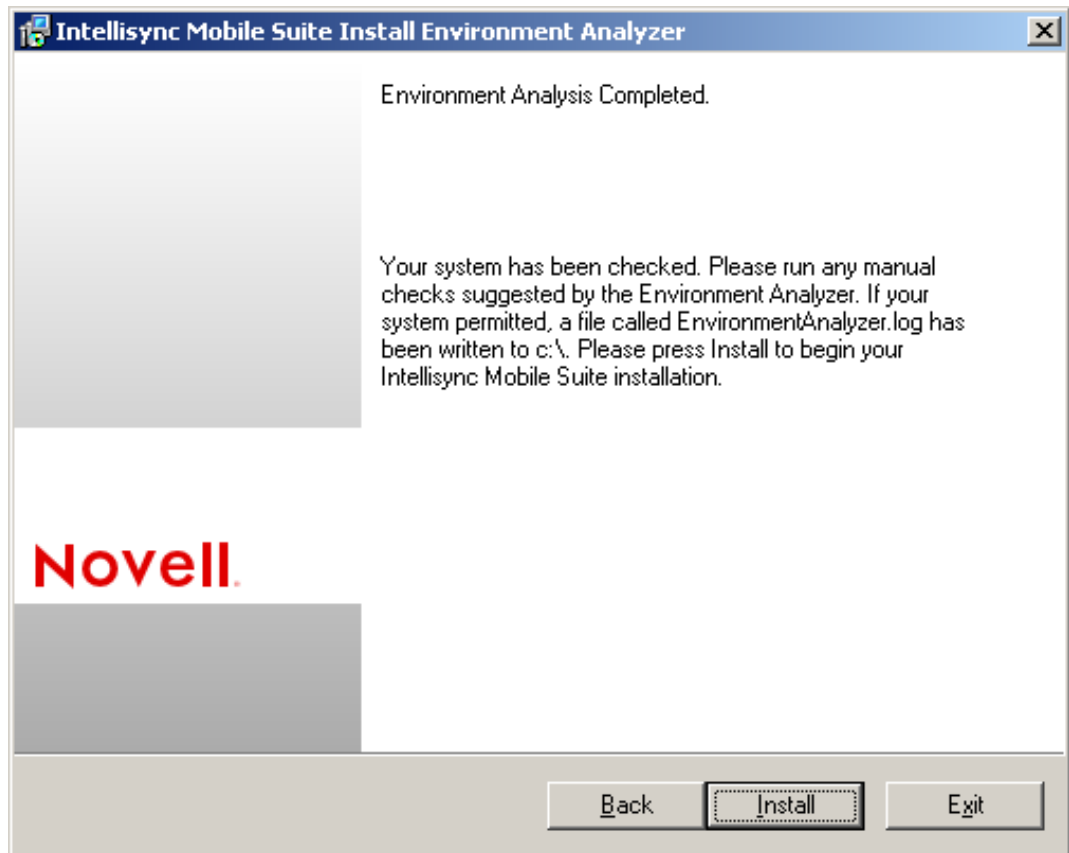 Intellisync Mobile Suite Install Environment Analyzer
Environment Analysis Completed.
Your system has been checked. Please run any manual
checks suggested by the Environment Analyzer. If your
system permitted, a file called EnvironmentAnalyzer.log has
been written to c:\. Please press Install to begin your
Intellisync Mobile Suite installation.
Novell.
Back
Install
Exit